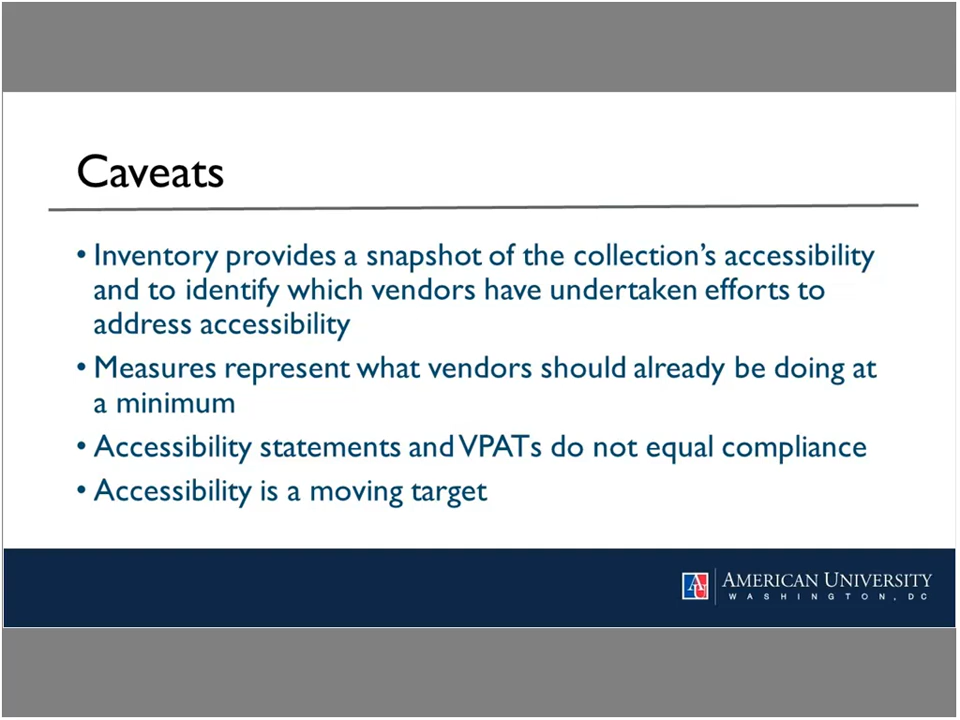 Caveats
• Inventory provides a snapshot of the collection's accessibility
and to identify which vendors have undertaken efforts to
address accessibility
• Measures represent what vendors should already be doing at
a minimum
• Accessibility statements and VPATs do not equal compliance
• Accessibility is a moving target
AU
AMERICAN UNIVERSITY
WASHINGTON, DC